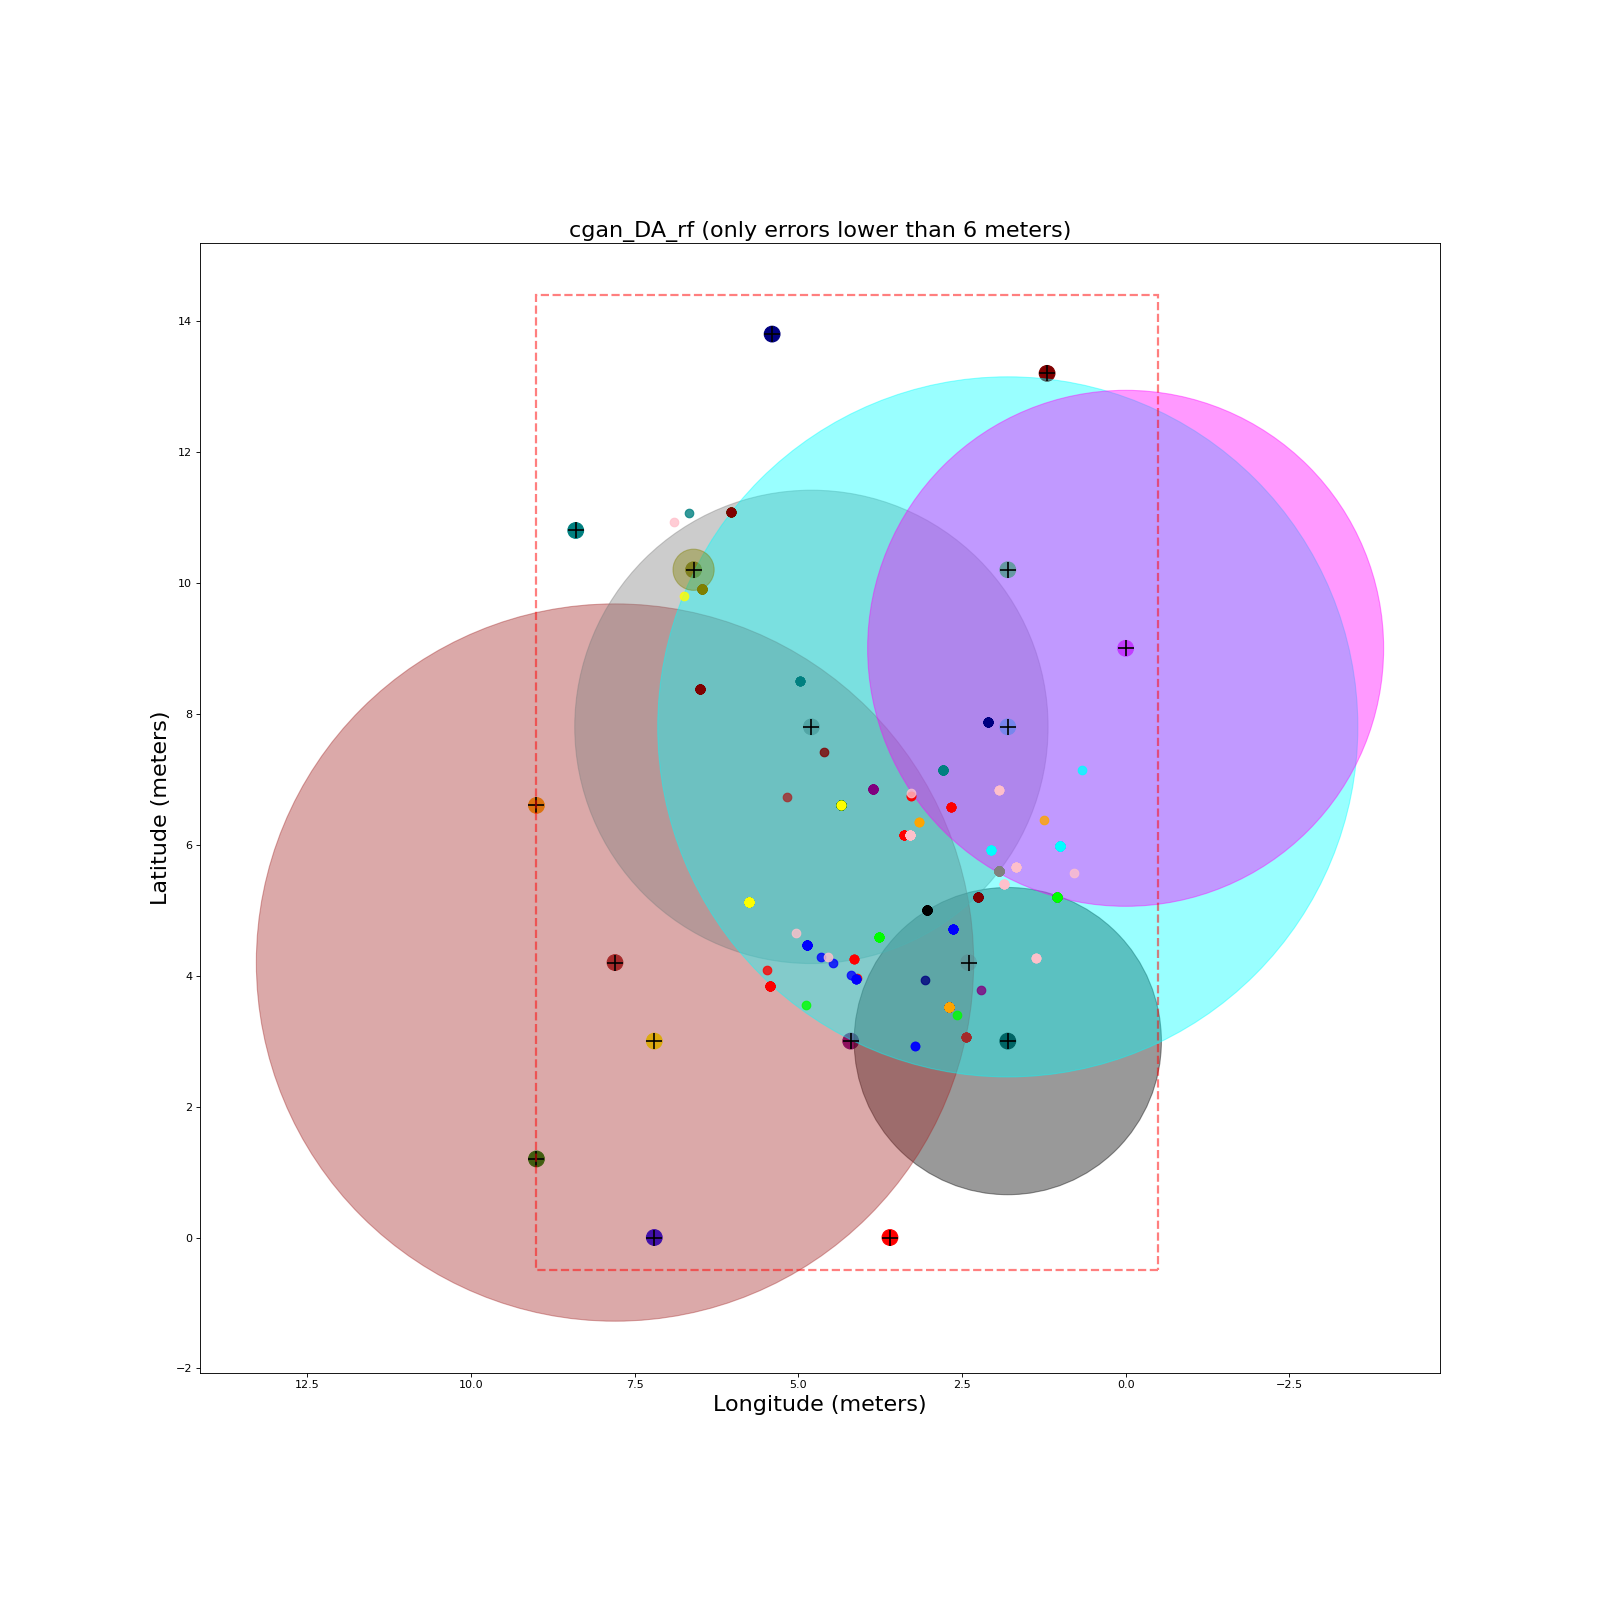 cgan_DA_rf (only errors lower than 6 meters)
14
12
10
8
6
4
2
0
−2
Latitude (meters)
12.5 10.0 7.5 5.0 2.5 0.0 −2.5
Longitude (meters)